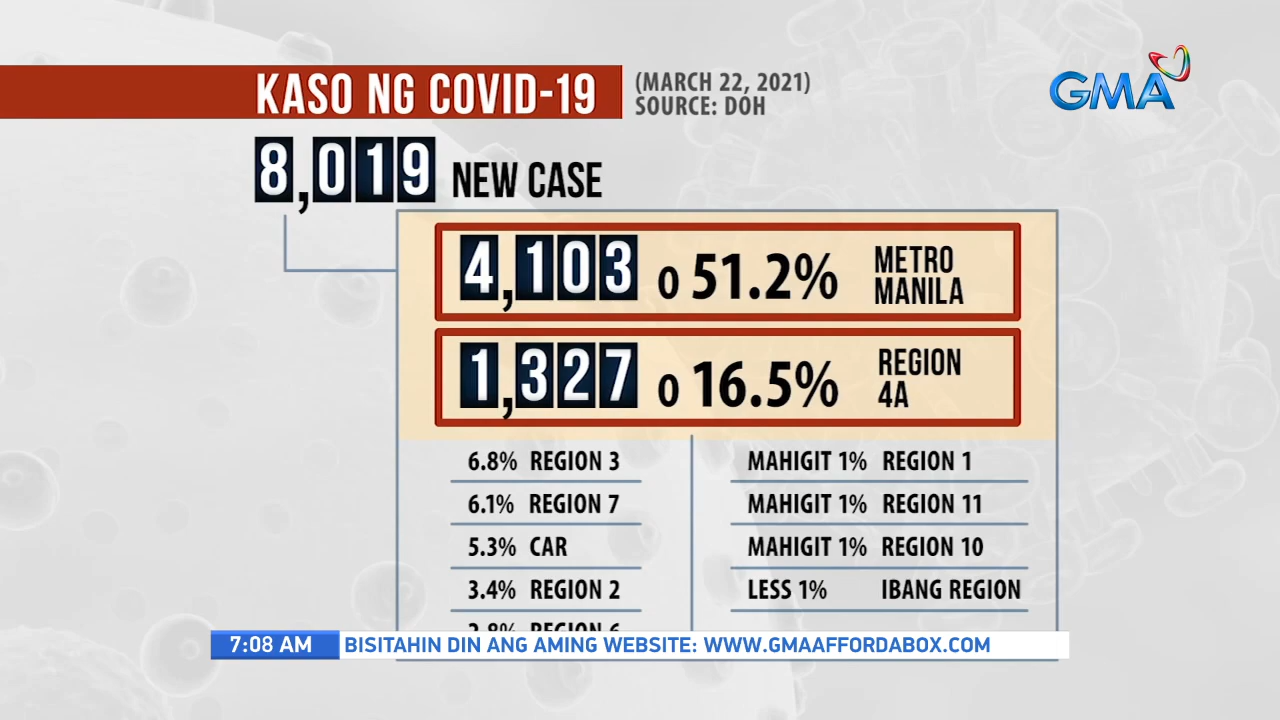 KASO NG COVID-19
(MARCH 22, 2021)
SOURCE: DOH
GMA
8,019 NEW CASE
4,103 O 51.2% METRO MANILA
1,327 O 16.5% REGION 4A
6.8% REGION 3
6.1% REGION 7
5.3% CAR
3.4% REGION 2
MAHIGIT 1% REGION 1
MAHIGIT 1% REGION 11
MAHIGIT 1% REGION 10
LESS 1% IBANG REGION
7:08 AM BISITAHIN DIN ANG AMING WEBSITE: WWW.GMAAFFORDABOX.COM